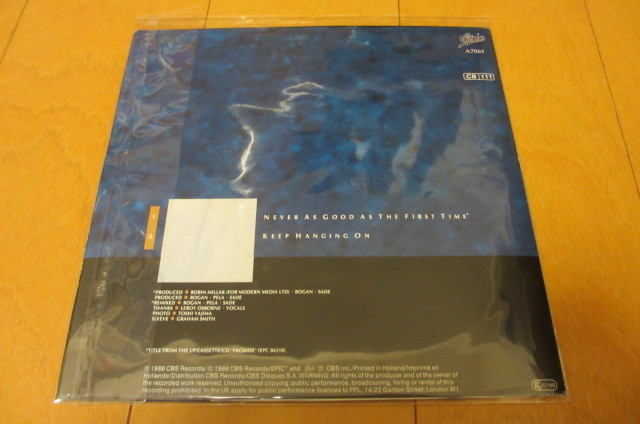 Epic
A7061
CB 111
NEVER AS GOOD AS THE FIRST TIME*
KEEP HANGING ON
*PRODUCED ROBIN MILLAR (FOR MODERN MEDIA LTD) · ROGAN · SADE
PRODUCED ROGAN · PELA · SADE
*REMIXED ROGAN · PELA · SADE
THANKS LEROY OSBORNE · VOCALS
PHOTO TOSHI YAJIMA
SLEEVE GRAHAM SMITH
*TITLE FROM THE LP/CASSETTE/CD "PROMISE" (EPC 86318)
℗ 1986 CBS Records/ © 1986 CBS Records/EPIC and CBS Inc./Printed in Holland/Imprimé en
Hollande/Distribution CBS Records/CBS Disques S.A. WARNING: All rights of the producer and of the owner of
the recorded work reserved. Unauthorised copying, public performance, broadcasting, hiring or rental of this
recording prohibited. In the UK apply for public performance licences to PPL, 14/22 Ganton Street, London W1.